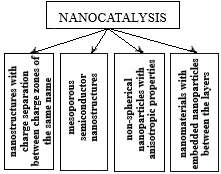 NANOCATALYSIS
nanostructures with
charge separation
between charge zones of
the same name
mesoporous
semiconductor
nanostructures
non-spherical
nanoparticles with
anisotropic properties
nanomaterials with
embedded nanoparticles
between the layers